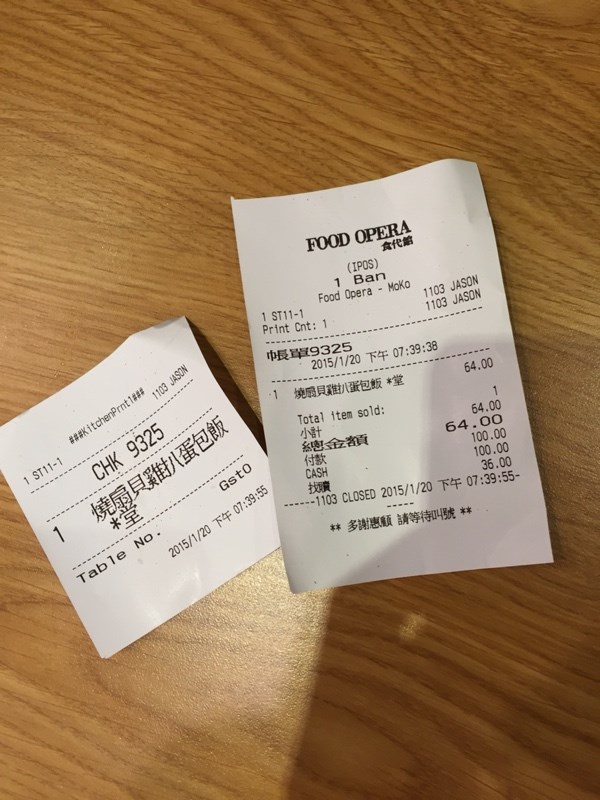 FOOD OPERA
食代館
(IPOS)
1 Ban
Food Opera - MoKo
1 ST11-1 1103 JASON
Print Cnt: 1 1103 JASON
帳單9325
2015/1/20 下午 07:39:38
1 燒扇貝雞扒蛋包飯 *堂 64.00
Total item sold: 1
小計 64.00
總金額 64.00
付款 100.00
CASH 100.00
找贖 36.00
1103 CLOSED 2015/1/20 下午 07:39:55
** 多謝惠顧 請等待叫號 **
###KitchenPrnt1###
1 ST11-1 1103 JASON
CHK 9325
1 燒扇貝雞扒蛋包飯
*堂
Table No. Gst0
2015/1/20 下午 07:39:55